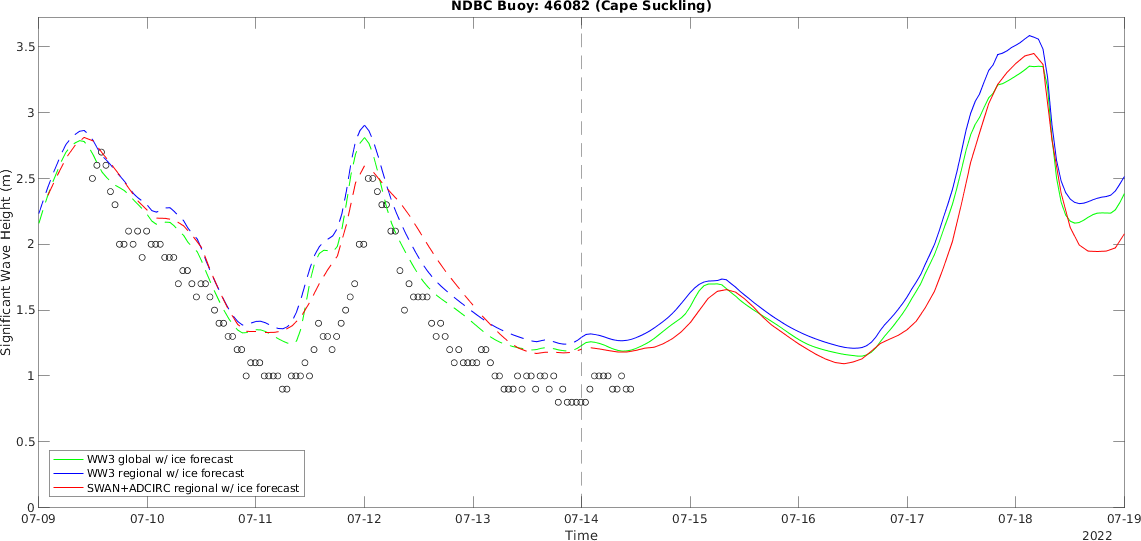 NDBC Buoy: 46082 (Cape Suckling)
Significant Wave Height (m)
3.5
3
2.5
2
1.5
1
0.5
0
WW3 global w/ ice forecast
WW3 regional w/ ice forecast
SWAN+ADCIRC regional w/ ice forecast
07-09 07-10 07-11 07-12 07-13 07-14 07-15 07-16 07-17 07-18 07-19
Time
2022